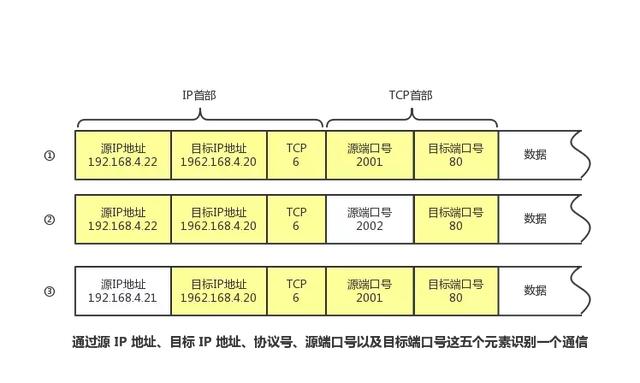 IP首部 TCP首部
① 源IP地址 目标IP地址 TCP 源端口号 目标端口号 数据
192.168.4.22 1962.168.4.20 6 2001 80
② 源IP地址 目标IP地址 TCP 源端口号 目标端口号 数据
192.168.4.22 1962.168.4.20 6 2002 80
③ 源IP地址 目标IP地址 TCP 源端口号 目标端口号 数据
192.168.4.21 1962.168.4.20 6 2001 80
通过源 IP 地址、目标 IP 地址、协议号、源端口号以及目标端口号这五个元素识别一个通信